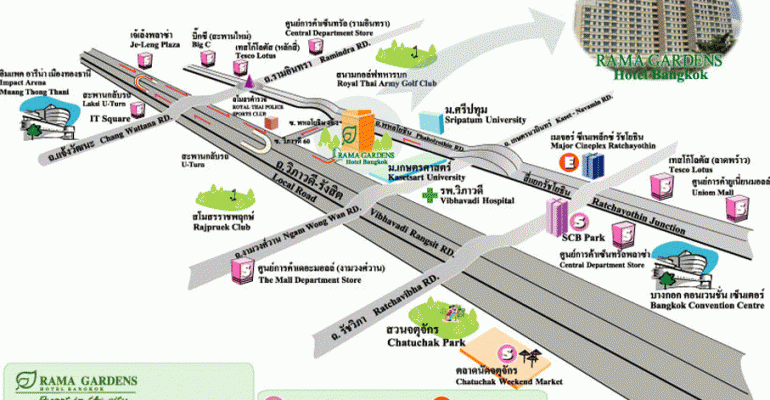 RAMA GARDENS
Hotel Bangkok
ศูนย์การค้าเซ็นทรัล (รามอินทรา)
Central Department Store
เจ้เล้งพลาซ่า
Je-Leng Plaza
บิ๊กซี (สะพานใหม่)
Big C
เทสโก้โลตัส (หลักสี่)
Tesco Lotus
ถ.รามอินทรา Ramindra RD.
สนามกอล์ฟทหารบก
Royal Thai Army Golf Club
อิมแพค อารีน่า เมืองทองธานี
Impact Arena
Muang Thong Thani
สะพานกลับรถ
Laksi U-Turn
IT Square
สโมสรตำรวจ
ROYAL THAI POLICE
SPORTS CLUB
ถ.แจ้งวัฒนะ Chang Wattana RD.
ซ. วิภาวดี 60
ถ. พหลโยธิน Phaholyothin RD.
RAMA GARDENS
Hotel Bangkok
ม.ศรีปทุม
Sripatum University
ถ.เกษตรนวมินทร์ Kaset - Nawamin RD.
เมเจอร์ ซีเนเพล็กซ์ รัชโยธิน
Major Cineplex Ratchayothin
E
สะพานกลับรถ
U-Turn
ถ.วิภาวดี-รังสิต
Local Road
Vibhavadi Rangsit RD.
ม.เกษตรศาสตร์
Kasetsart University
รพ.วิภาวดี
Vibhavadi Hospital
สี่แยกรัชโยธิน
Ratchayothin Junction
เทสโก้โลตัส (ลาดพร้าว)
Tesco Lotus
ศูนย์การค้ายูเนี่ยนมอลล์
Uniom Mall
สโมสรราชพฤกษ์
Rajpruek Club
ถ.งามวงศ์วาน Ngam Wong Wan RD.
S
SCB Park
ศูนย์การค้าเซ็นทรัลพลาซ่า
Central Department Store
ศูนย์การค้าเดอะมอลล์ (งามวงศ์วาน)
The Mall Department Store
ถ. รัชวิภา Ratchavibha RD.
บางกอก คอนเวนชั่น เซ็นเตอร์
Bangkok Convention Centre
สวนจตุจักร
Chatuchak Park
S
ตลาดนัดจตุจักร
Chatuchak Weekend Market
RAMA GARDENS
HOTEL BANGKOK
Resort in the city